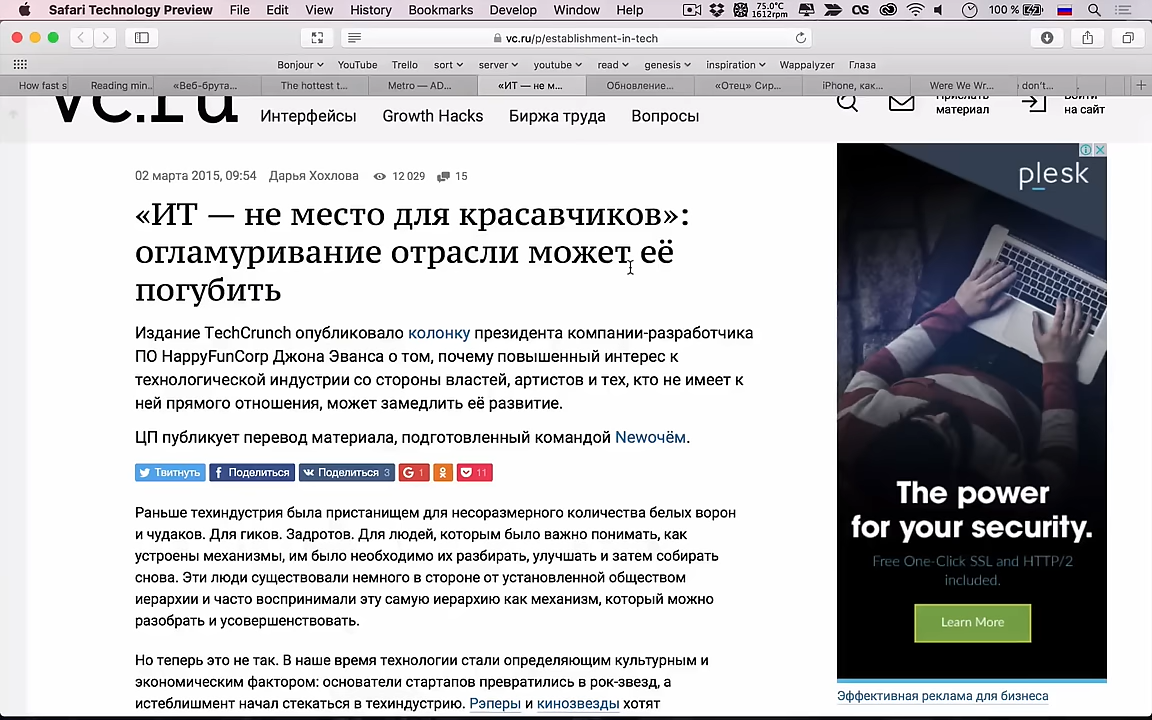 Safari Technology Preview File Edit View History Bookmarks Develop Window Help 75.0°C 1612rpm 100 %
vc.ru/p/establishment-in-tech
Bonjour YouTube Trello sort server youtube read genesis inspiration Wappalyzer Глаза
How fast s Reading min... «Веб-брута... The hottest t... Metro — AD... «ИТ — не м... Обновление... «Отец» Сир... iPhone, как... Were We Wr... don't...
vc.ru Интерфейсы Growth Hacks Биржа труда Вопросы Прислать материал Войти на сайт
02 марта 2015, 09:54 Дарья Хохлова 12 029 15
«ИТ — не место для красавчиков»:
огламуривание отрасли может её
погубить
Издание TechCrunch опубликовало колонку президента компании-разработчика
ПО HappyFunCorp Джона Эванса о том, почему повышенный интерес к
технологической индустрии со стороны властей, артистов и тех, кто не имеет к
ней прямого отношения, может замедлить её развитие.
ЦП публикует перевод материала, подготовленный командой Newочём.
Твитнуть Поделиться Поделиться 3 1 11
Раньше техиндустрия была пристанищем для несоразмерного количества белых ворон
и чудаков. Для гиков. Задротов. Для людей, которым было важно понимать, как
устроены механизмы, им было необходимо их разбирать, улучшать и затем собирать
снова. Эти люди существовали немного в стороне от установленной обществом
иерархии и часто воспринимали эту самую иерархию как механизм, который можно
разобрать и усовершенствовать.
Но теперь это не так. В наше время технологии стали определяющим культурным и
экономическим фактором: основатели стартапов превратились в рок-звезд, а
истеблишмент начал стекаться в техиндустрию. Рэперы и кинозвезды хотят
plesk
The power
for your security.
Free One-Click SSL and HTTP/2
included.
Learn More
Эффективная реклама для бизнеса